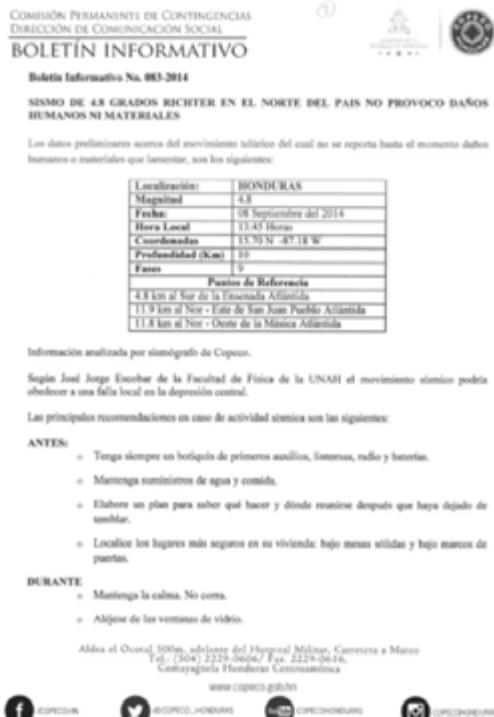 COMISIÓN PERMANENTE DE CONTINGENCIAS
DIRECCIÓN DE COMUNICACIÓN SOCIAL
BOLETÍN INFORMATIVO
COPECO
Boletín Informativo No. 083-2014
SISMO DE 4.8 GRADOS RICHTER EN EL NORTE DEL PAIS NO PROVOCO DAÑOS
HUMANOS NI MATERIALES
Los datos preliminares acerca del movimiento telúrico del cual no se reporta hasta el momento daños
humanos o materiales que lamentar, son los siguientes:
Localización: HONDURAS
Magnitud 4.8
Fecha: 08 Septiembre del 2014
Hora Local 13:45 Horas
Coordenadas 15.70 N -87.18 W
Profundidad (Km) 10
Fases 9
Puntos de Referencia
4.8 km al Sur de la Ensenada Atlántida
11.9 km al Nor - Este de San Juan Pueblo Atlántida
11.8 km al Nor - Oeste de la Másica Atlántida
Información analizada por sismógrafo de Copeco.
Según José Jorge Escobar de la Facultad de Física de la UNAH el movimiento sísmico podría
obedecer a una falla local en la depresión central.
Las principales recomendaciones en caso de actividad sísmica son las siguientes:
ANTES:
o Tenga siempre un botiquín de primeros auxilios, linternas, radio y baterías.
o Mantenga suministros de agua y comida.
o Elabore un plan para saber qué hacer y dónde reunirse después que haya dejado de
temblar.
o Localice los lugares más seguros en su vivienda: bajo mesas sólidas y bajo marcos de
puertas.
DURANTE
o Mantenga la calma. No corra.
o Aléjese de las ventanas de vidrio.
Aldea el Ocotal 500m. adelante del Hospital Militar, Carretera a Mateo
Tel.: (504) 2229-0606/ Fax. 2229-0616,
Comayagüela Honduras Centroamérica
www.copeco.gob.hn
/COPECOHN @COPECO_HONDURAS COPECOHONDURAS COPECOHONDURAS